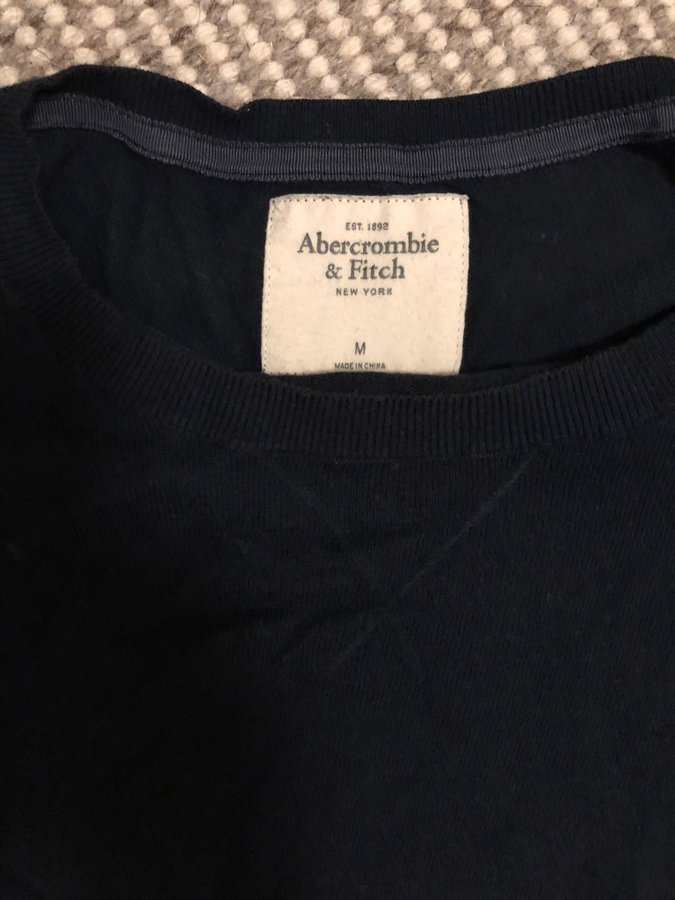 EST. 1892
Abercrombie
& Fitch
NEW YORK
M
MADE IN CHINA